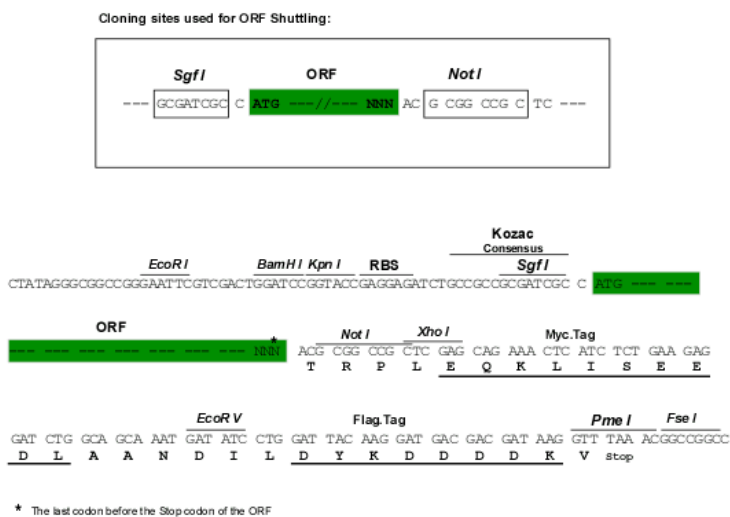 Cloning sites used for ORF Shuttling:
Sgf I ORF Not I
--- GCGATCGC C ATG ---//--- NNN AC G CGG CCG C TC ---
Kozac
Consensus
EcoR I BamH I Kpn I RBS Sgf I
CTATAGGGCGGCCGGGAATTCGTCGACTGGATCCGGTACCGAGGAGATCTGCCGCCGCGATCGC C ATG --- --- ---
ORF Not I Xho I Myc.Tag
--- --- --- --- --- --- --- --- --- NNN* ACG CGG CCG CTC GAG CAG AAA CTC ATC TCT GAA GAG
T R P L E Q K L I S E E
EcoR V Flag.Tag Pme I Fse I
GAT CTG GCA GCA AAT GAT ATC CTG GAT TAC AAG GAT GAC GAC GAT AAG GTT TAA ACGGCCGGCC
D L A A N D I L D Y K D D D D K V Stop
* The last codon before the Stop codon of the ORF